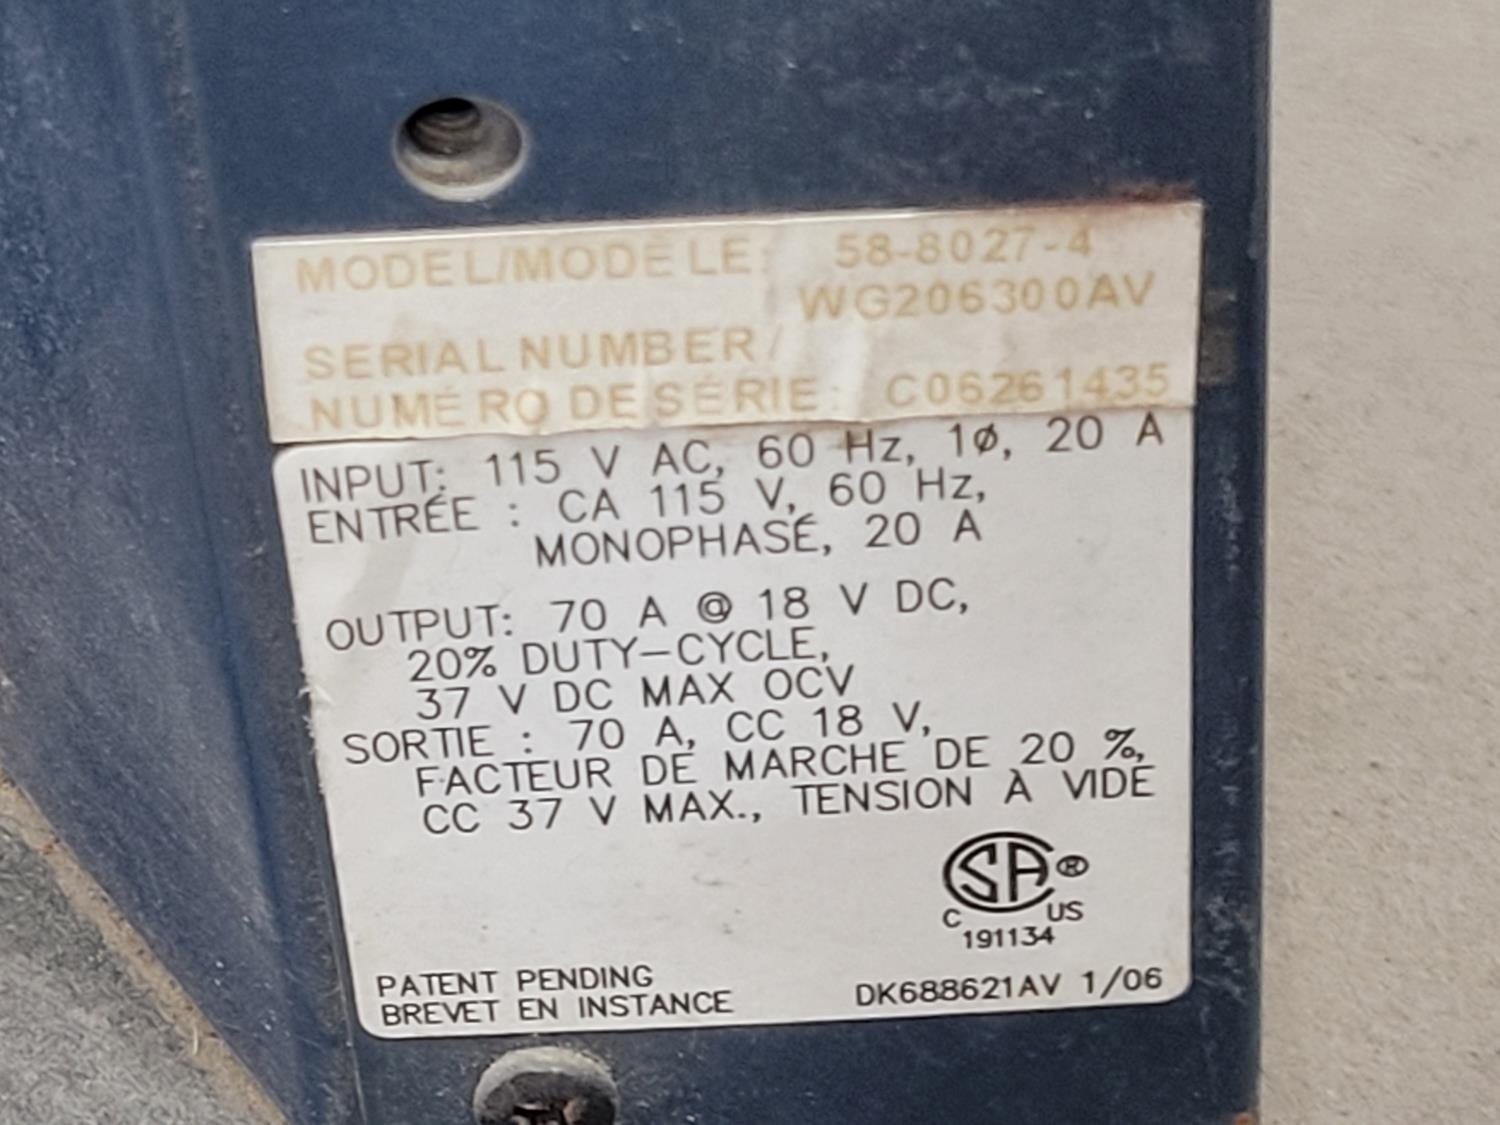 MODEL/MODÈLE: 58-8027-4
WG206300AV
SERIAL NUMBER/
NUMÉRO DE SÉRIE: C06261435
INPUT: 115 V AC, 60 Hz, 1ø, 20 A
ENTRÉE : CA 115 V, 60 Hz,
MONOPHASÉ, 20 A
OUTPUT: 70 A @ 18 V DC,
20% DUTY-CYCLE,
37 V DC MAX OCV
SORTIE : 70 A, CC 18 V,
FACTEUR DE MARCHE DE 20 %,
CC 37 V MAX., TENSION À VIDE
SA®
C US
191134
PATENT PENDING
BREVET EN INSTANCE
DK688621AV 1/06